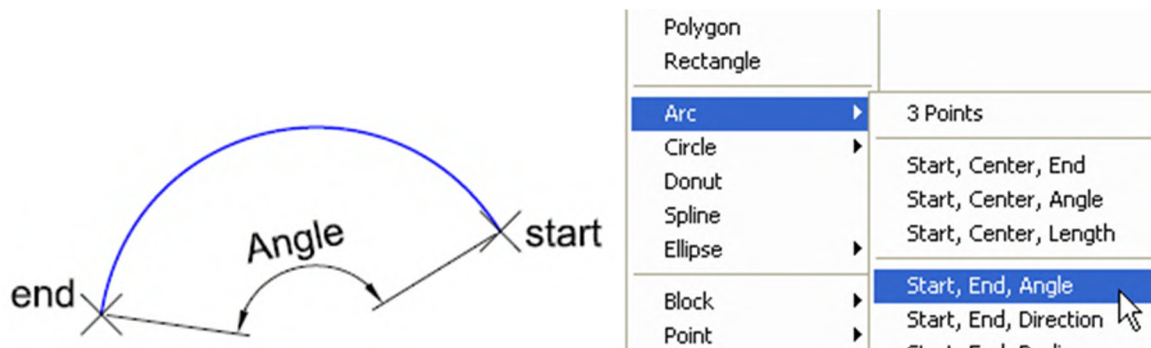 Angle
start
end
Polygon
Rectangle
Arc
Circle
Donut
Spline
Ellipse
Block
Point
3 Points
Start, Center, End
Start, Center, Angle
Start, Center, Length
Start, End, Angle
Start, End, Direction